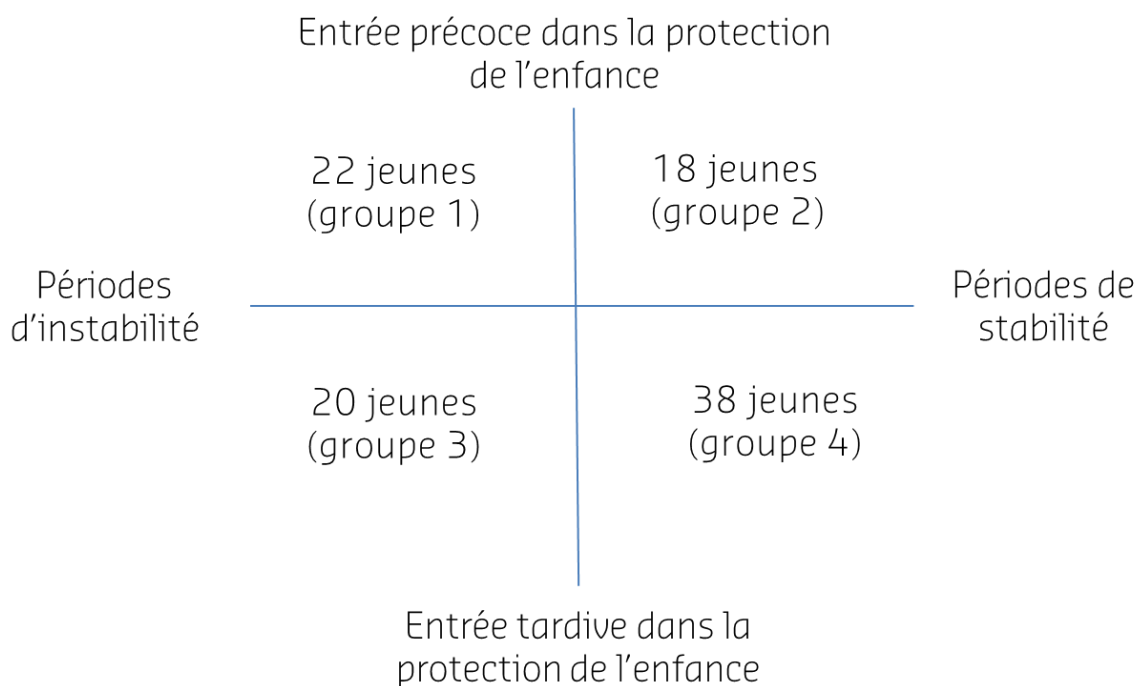 Entrée précoce dans la protection
de l'enfance
22 jeunes
(groupe 1)
18 jeunes
(groupe 2)
Périodes
d'instabilité
Périodes de
stabilité
20 jeunes
(groupe 3)
38 jeunes
(groupe 4)
Entrée tardive dans la
protection de l'enfance